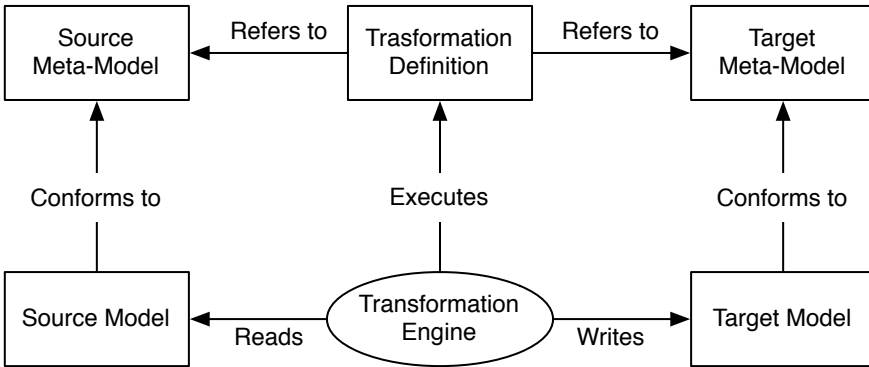 Source
Meta-Model
Refers to
Trasformation
Definition
Refers to
Target
Meta-Model
Conforms to
Executes
Conforms to
Source Model
Reads
Transformation
Engine
Writes
Target Model